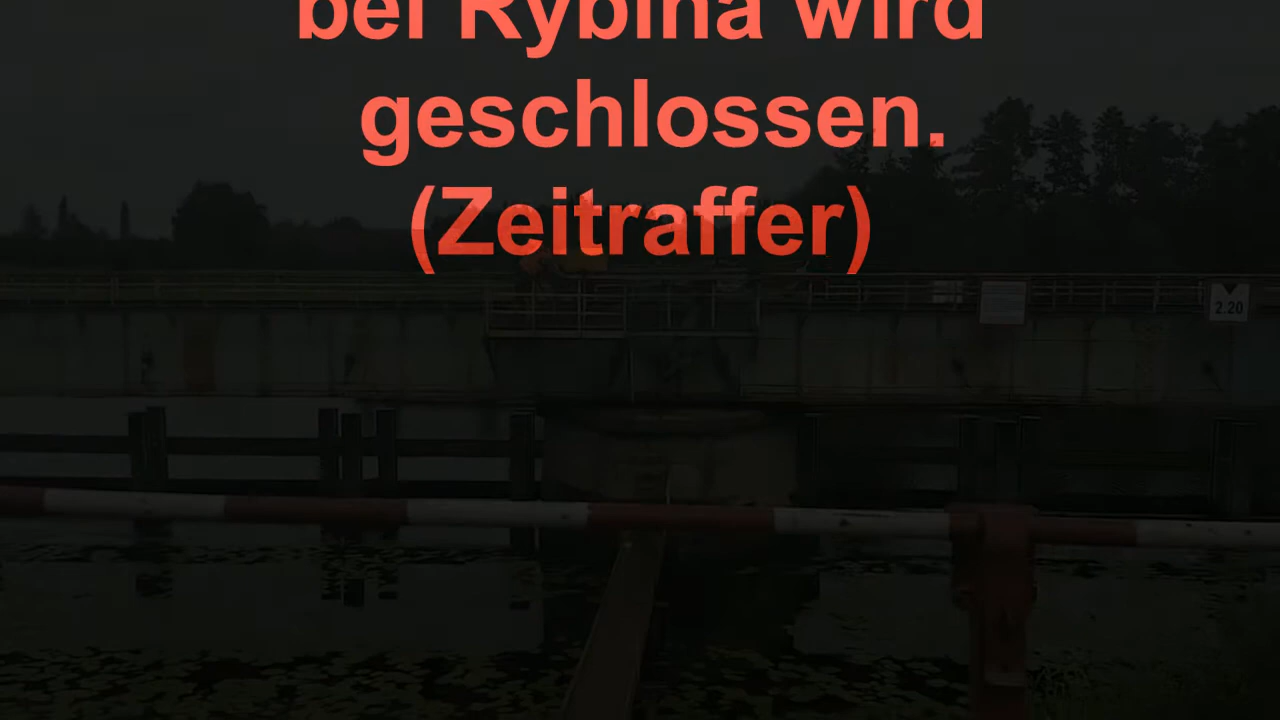 bei Rybina wird
geschlossen.
(Zeitraffer)
2.20